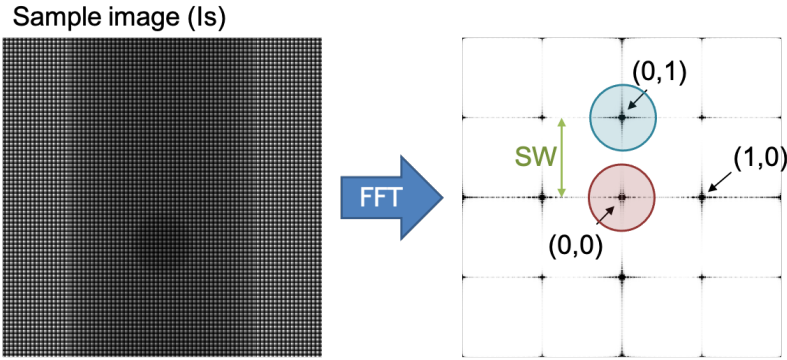 Sample image (Is)
(0,1)
SW
(1,0)
FFT
(0,0)